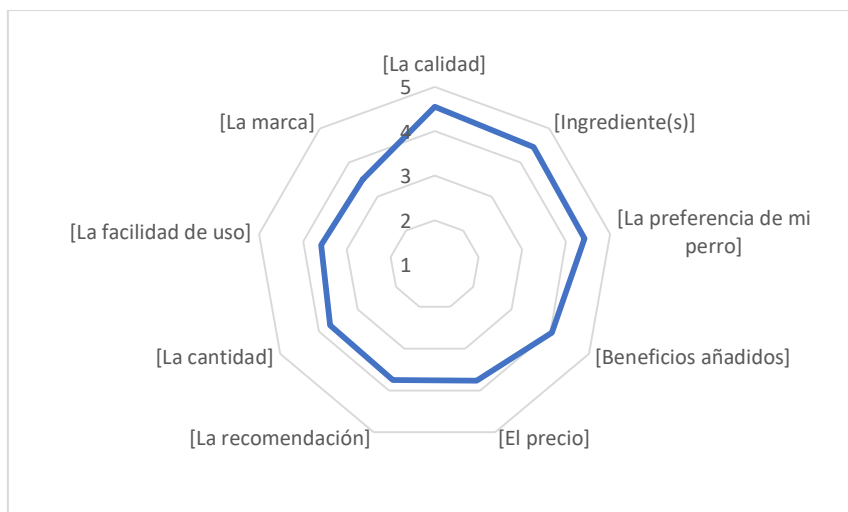 [La calidad]
[Ingrediente(s)]
[La preferencia de mi
perro]
[Beneficios añadidos]
[El precio]
[La recomendación]
[La cantidad]
[La facilidad de uso]
[La marca]
5
4
3
2
1